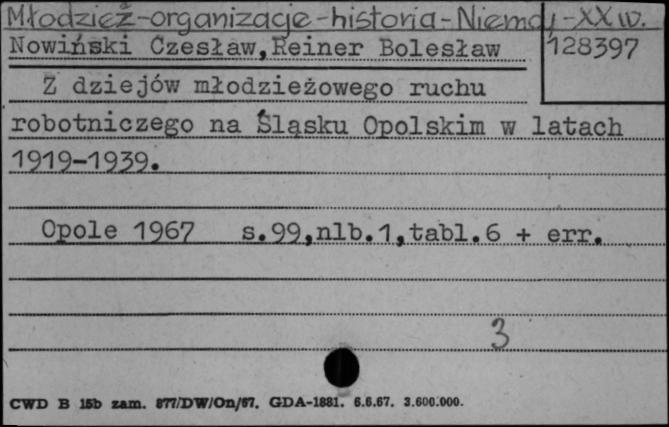 Młodzież-organizacje-historia-Niemcy-XX w.
Nowiński Czesław,Reiner Bolesław
128397
Z dziejów młodzieżowego ruchu
robotniczego na Śląsku Opolskim w latach
1919-1939.
Opole 1967 s.99,nlb.1,tabl.6 + err.
3
CWD B 15b zam. 877/DW/On/67. GDA-1881. 6.6.67. 3.600.000.